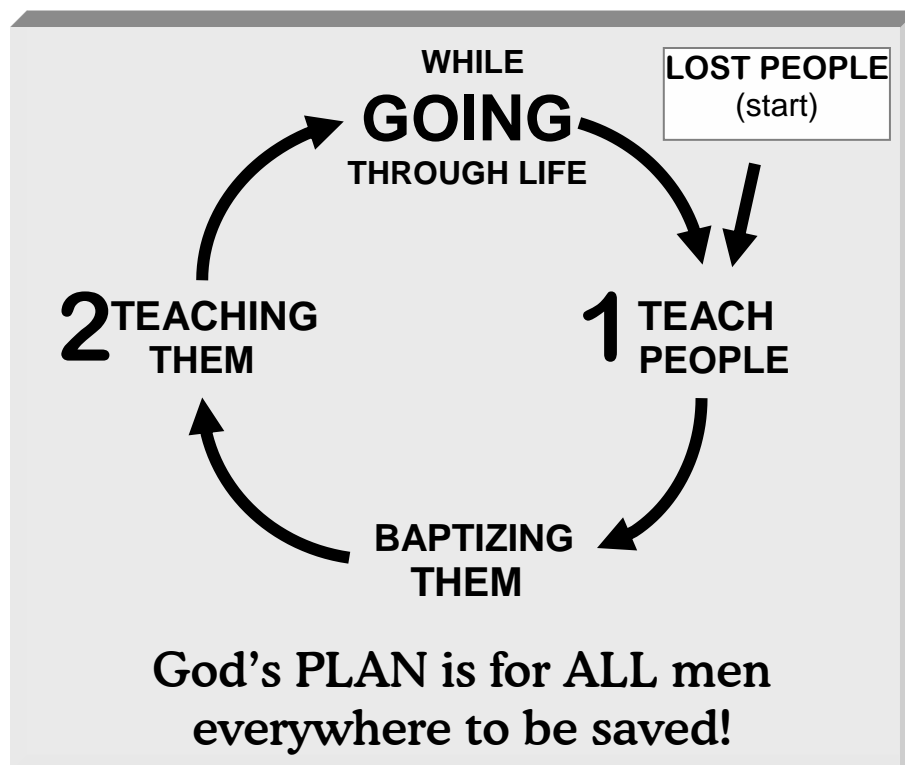 WHILE
GOING
THROUGH LIFE
LOST PEOPLE
(start)
1 TEACH
PEOPLE
BAPTIZING
THEM
2 TEACHING
THEM
God’s PLAN is for ALL men
everywhere to be saved!